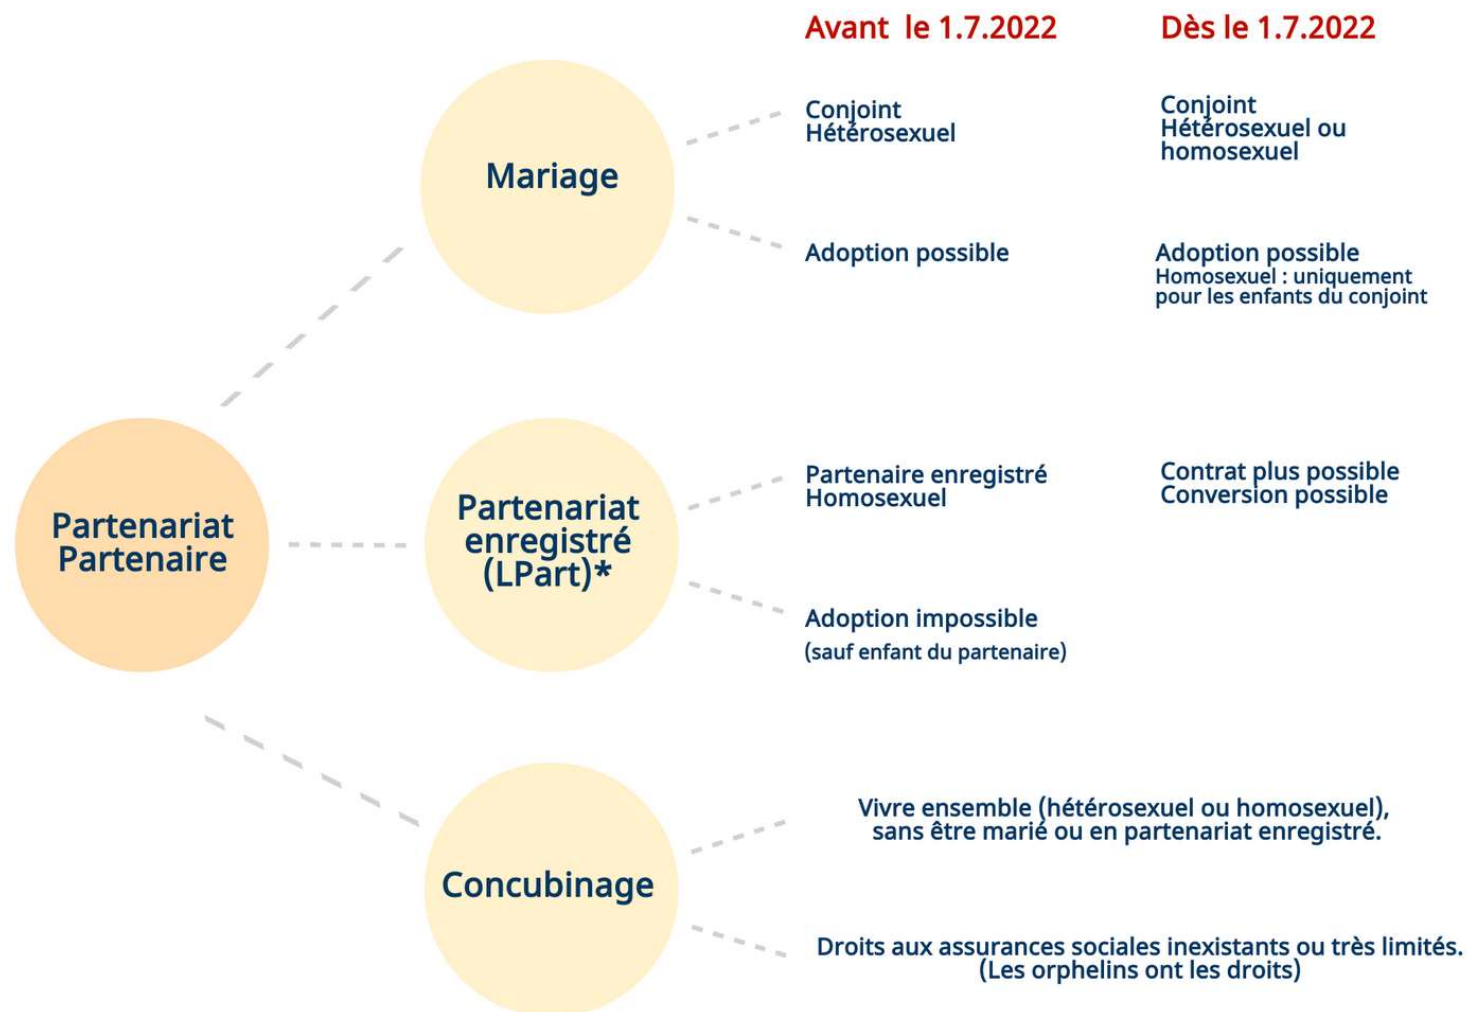 Avant le 1.7.2022
Dès le 1.7.2022
Mariage
Conjoint
Hétérosexuel
Conjoint
Hétérosexuel ou
homosexuel
Adoption possible
Adoption possible
Homosexuel : uniquement
pour les enfants du conjoint
Partenariat
Partenaire
Partenariat
enregistré
(LPart)*
Partenaire enregistré
Homosexuel
Contrat plus possible
Conversion possible
Adoption impossible
(sauf enfant du partenaire)
Concubinage
Vivre ensemble (hétérosexuel ou homosexuel),
sans être marié ou en partenariat enregistré.
Droits aux assurances sociales inexistants ou très limités.
(Les orphelins ont les droits)